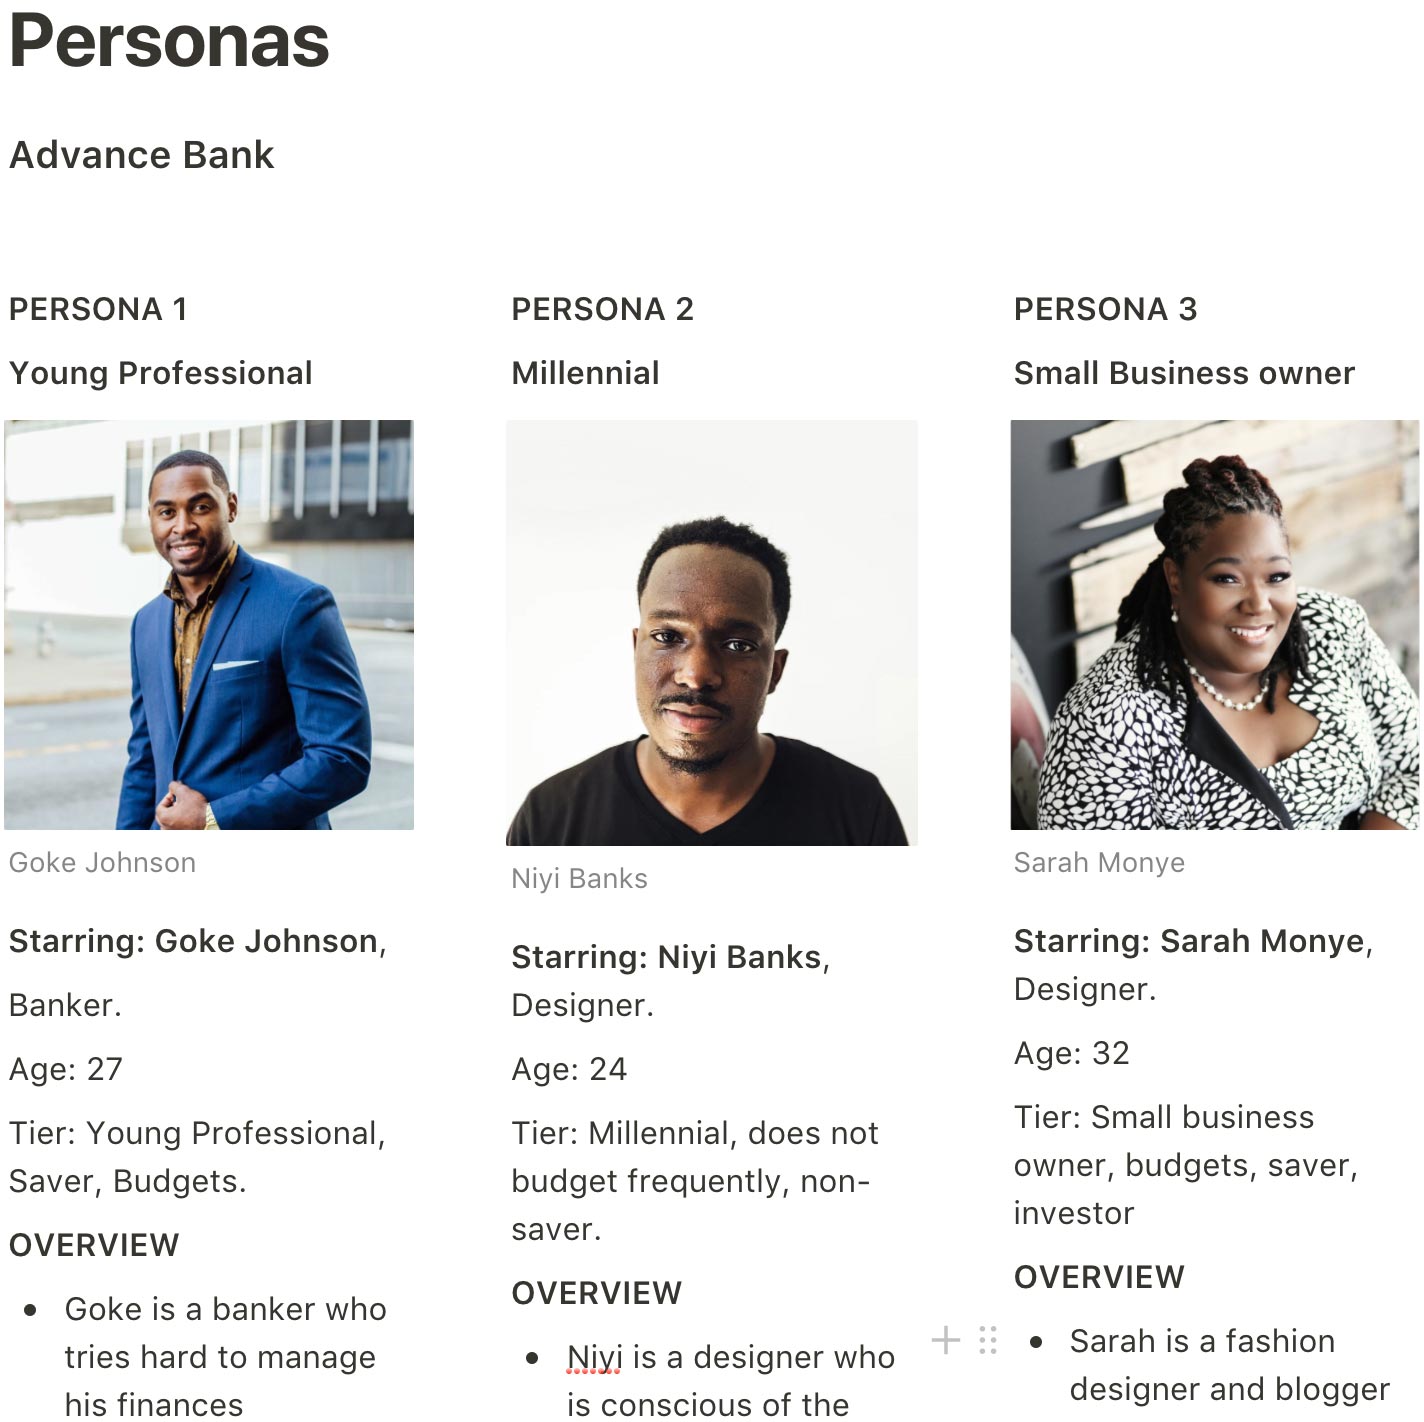 Personas
Advance Bank
PERSONA 1
Young Professional
Goke Johnson
Starring: Goke Johnson,
Banker.
Age: 27
Tier: Young Professional,
Saver, Budgets.
OVERVIEW
• Goke is a banker who
tries hard to manage
his finances
PERSONA 2
Millennial
Niyi Banks
Starring: Niyi Banks,
Designer.
Age: 24
Tier: Millennial, does not
budget frequently, non-
saver.
OVERVIEW
• Niyi is a designer who
is conscious of the
PERSONA 3
Small Business owner
Sarah Monye
Starring: Sarah Monye,
Designer.
Age: 32
Tier: Small business
owner, budgets, saver,
investor
OVERVIEW
• Sarah is a fashion
designer and blogger